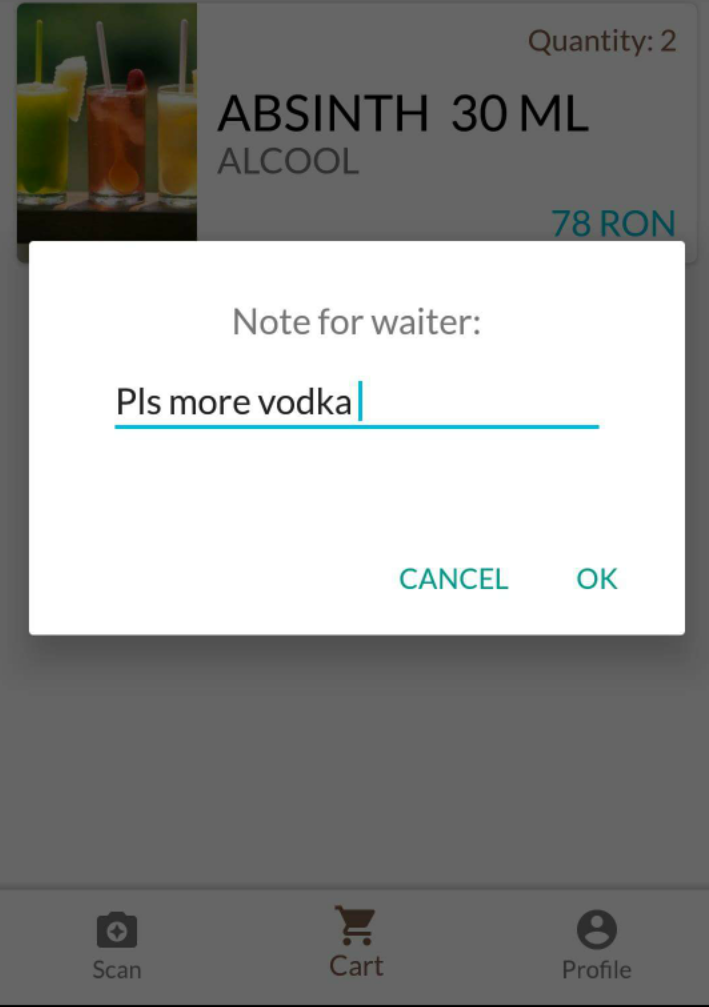 Quantity: 2
ABSINTH 30 ML
ALCOOL
78 RON
Note for waiter:
Pls more vodka
CANCEL OK
Scan Cart Profile